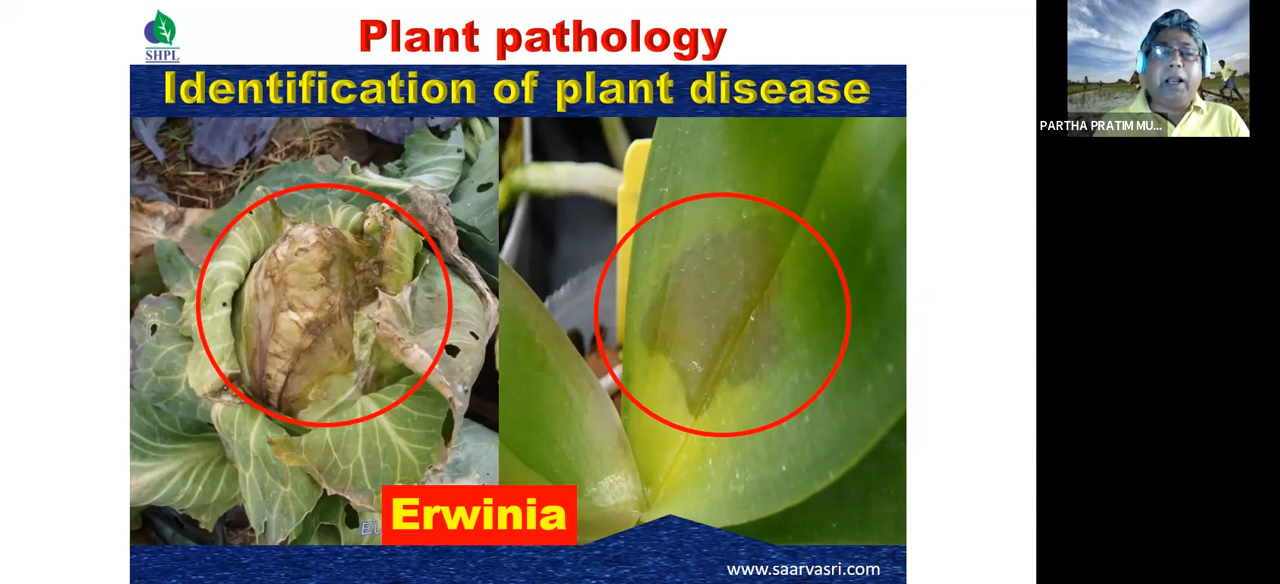 SHPL
Plant pathology
Identification of plant disease
PARTHA PRATIM MU...
Erwinia
www.saarvasri.com